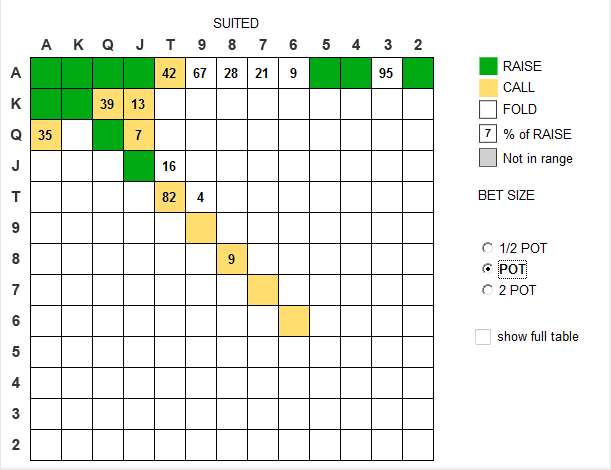 SUITED
A K Q J T 9 8 7 6 5 4 3 2
A 42 67 28 21 9 95
K 39 13
Q 35 7
J 16
T 82 4
9
8 9
7
6
5
4
3
2
RAISE
CALL
FOLD
7 % of RAISE
Not in range
BET SIZE
1/2 POT
POT
2 POT
show full table